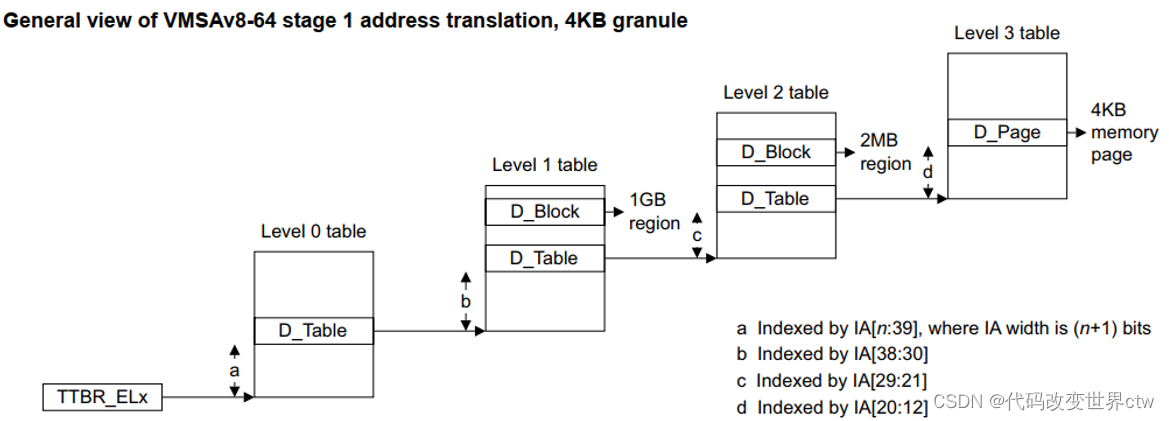 General view of VMSAv8-64 stage 1 address translation, 4KB granule
Level 3 table
D_Page
4KB
memory
page
Level 2 table
D_Block
2MB
region
D_Table
d
Level 1 table
D_Block
1GB
region
D_Table
c
Level 0 table
D_Table
b
TTBR_ELx
a
a Indexed by IA[n:39], where IA width is (n+1) bits
b Indexed by IA[38:30]
c Indexed by IA[29:21]
d Indexed by IA[20:12]
CSDN @代码改变世界ctw